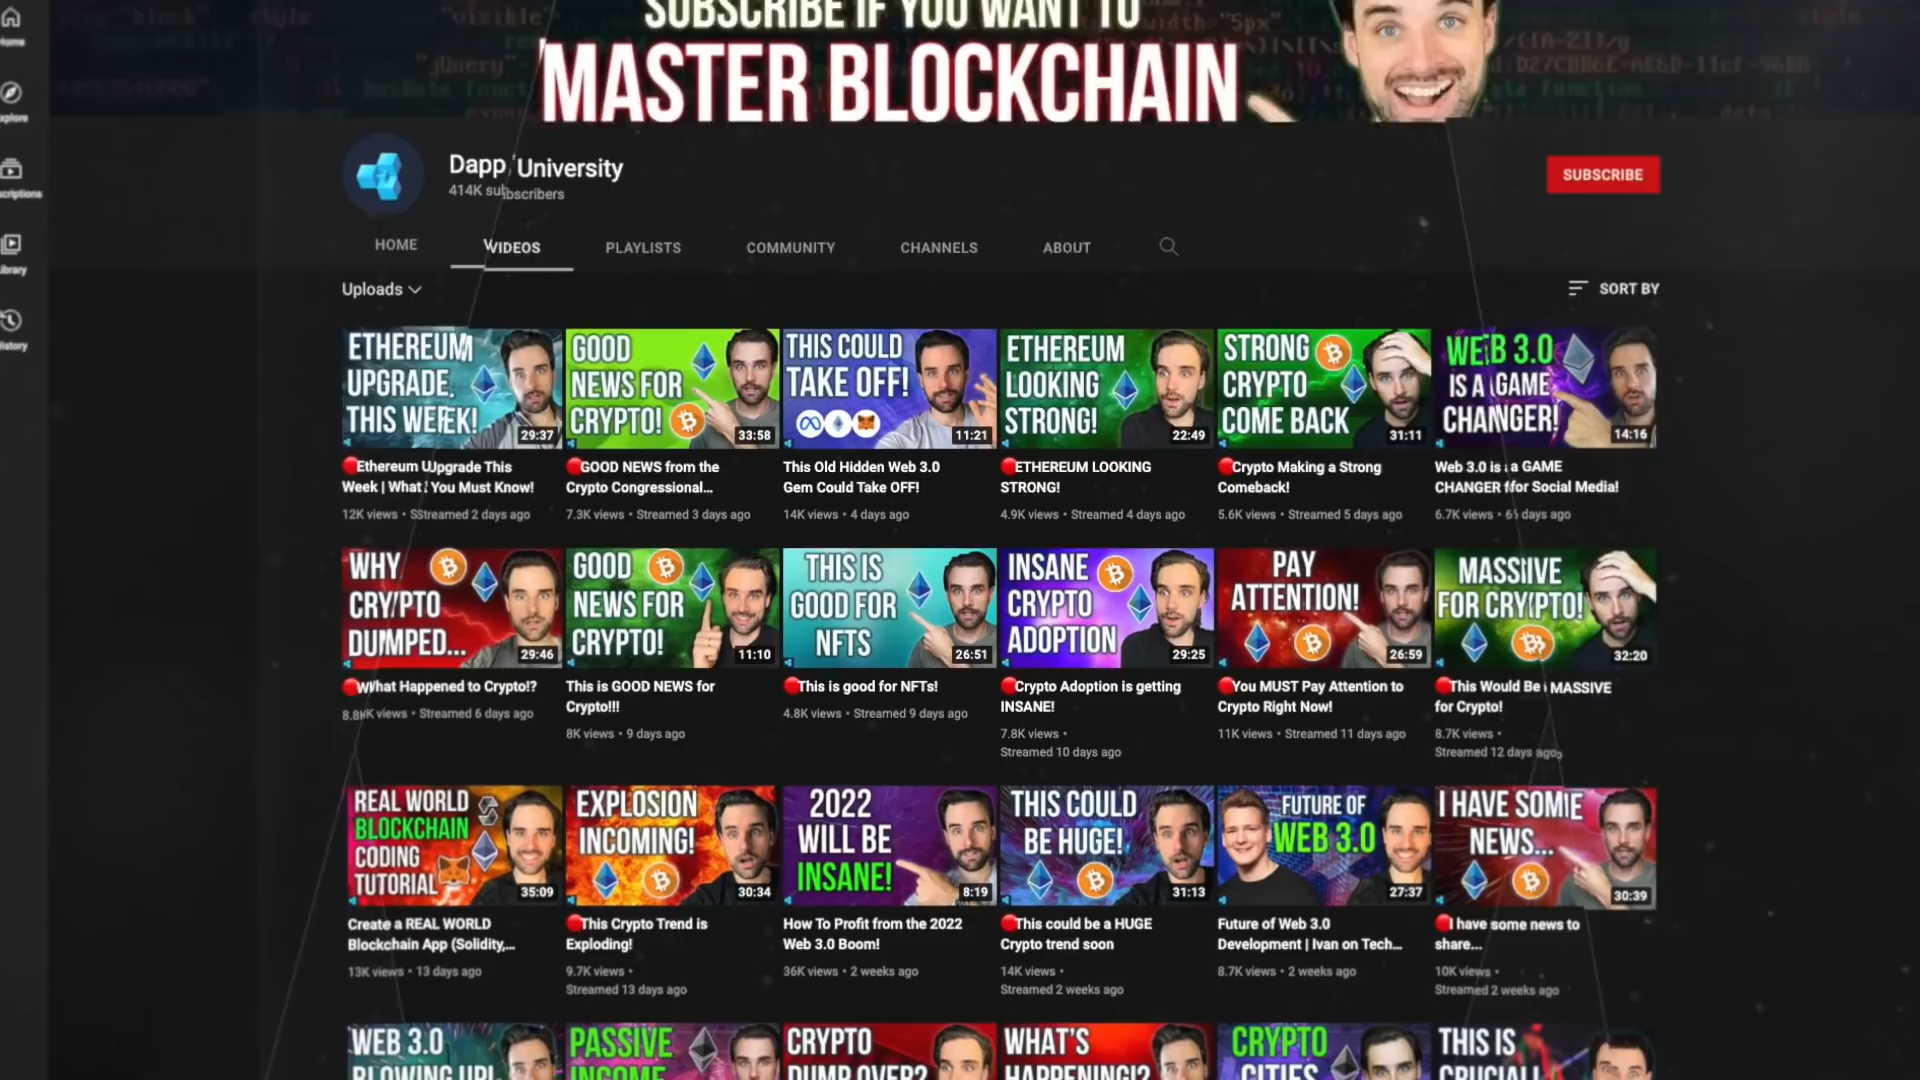 SUBSCRIBE IF YOU WANT TO
MASTER BLOCKCHAIN
Dapp University
414K subscribers
SUBSCRIBE
HOME VIDEOS PLAYLISTS COMMUNITY CHANNELS ABOUT
Uploads
SORT BY
ETHEREUM
UPGRADE
THIS WEEK!
29:37
GOOD
NEWS FOR
CRYPTO!
33:58
THIS COULD
TAKE OFF!
11:21
ETHEREUM
LOOKING
STRONG!
22:49
STRONG
CRYPTO
COME BACK
31:11
WEB 3.0
IS A GAME
CHANGER!
14:16
Ethereum Upgrade This
Week | What You Must Know!
12K views • Streamed 2 days ago
GOOD NEWS from the
Crypto Congressional...
7.3K views • Streamed 3 days ago
This Old Hidden Web 3.0
Gem Could Take OFF!
14K views • 4 days ago
ETHEREUM LOOKING
STRONG!
4.9K views • Streamed 4 days ago
Crypto Making a Strong
Comeback!
5.6K views • Streamed 5 days ago
Web 3.0 is a GAME
CHANGER for Social Media!
6.7K views • 6 days ago
WHY
CRYPTO
DUMPED...
29:46
GOOD
NEWS FOR
CRYPTO!
11:10
THIS IS
GOOD FOR
NFTS
26:51
INSANE
CRYPTO
ADOPTION
29:25
PAY
ATTENTION!
26:59
MASSIVE
FOR CRYPTO!
32:20
What Happened to Crypto!?
8.8K views • Streamed 6 days ago
This is GOOD NEWS for
Crypto!!!
8K views • 9 days ago
This is good for NFTs!
4.8K views • Streamed 9 days ago
Crypto Adoption is getting
INSANE!
7.8K views •
Streamed 10 days ago
You MUST Pay Attention to
Crypto Right Now!
11K views • Streamed 11 days ago
This Would Be MASSIVE
for Crypto!
8.7K views •
Streamed 12 days ago
REAL WORLD
BLOCKCHAIN
CODING
TUTORIAL
35:09
EXPLOSION
INCOMING!
30:34
2022
WILL BE
INSANE!
8:19
THIS COULD
BE HUGE!
31:13
FUTURE OF
WEB 3.0
27:37
I HAVE SOME
NEWS...
30:39
Create a REAL WORLD
Blockchain App (Solidity,...
13K views • 13 days ago
This Crypto Trend is
Exploding!
9.7K views •
Streamed 13 days ago
How To Profit from the 2022
Web 3.0 Boom!
36K views • 2 weeks ago
This could be a HUGE
Crypto trend soon
14K views •
Streamed 2 weeks ago
Future of Web 3.0
Development | Ivan on Tech...
8.7K views • 2 weeks ago
I have some news to
share...
10K views •
Streamed 2 weeks ago
WEB 3.0
BLOWING UP!
PASSIVE
INCOME
CRYPTO
DUMP OVER?
WHAT'S
HAPPENING!?
CRYPTO
CITIES
THIS IS
CRUCIAL!